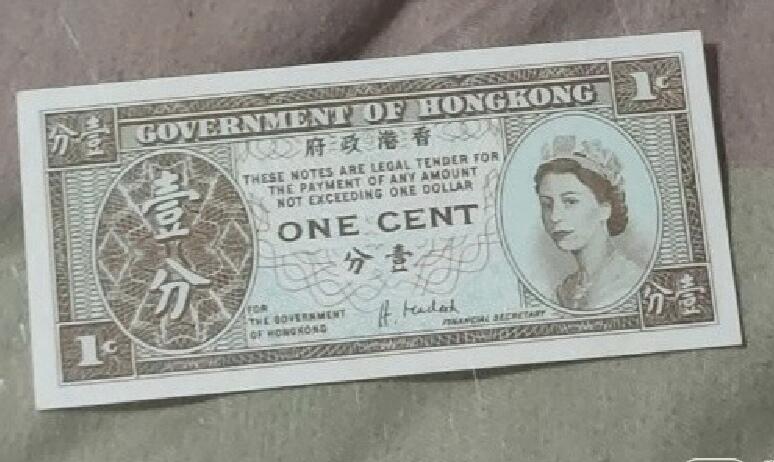 分壹
GOVERNMENT OF HONGKONG
1c
府政港香
THESE NOTES ARE LEGAL TENDER FOR
THE PAYMENT OF ANY AMOUNT
NOT EXCEEDING ONE DOLLAR
壹
分
ONE CENT
分壹
FOR
THE GOVERNMENT
OF HONGKONG
FINANCIAL SECRETARY
1c
分壹